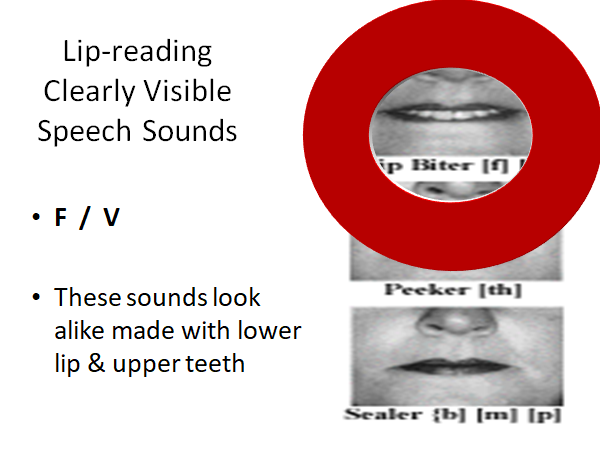 Lip-reading
Clearly Visible
Speech Sounds
• F / V
• These sounds look
alike made with lower
lip & upper teeth
ip Biter [f]
Peeker [th]
Sealer {b] [m] [p]